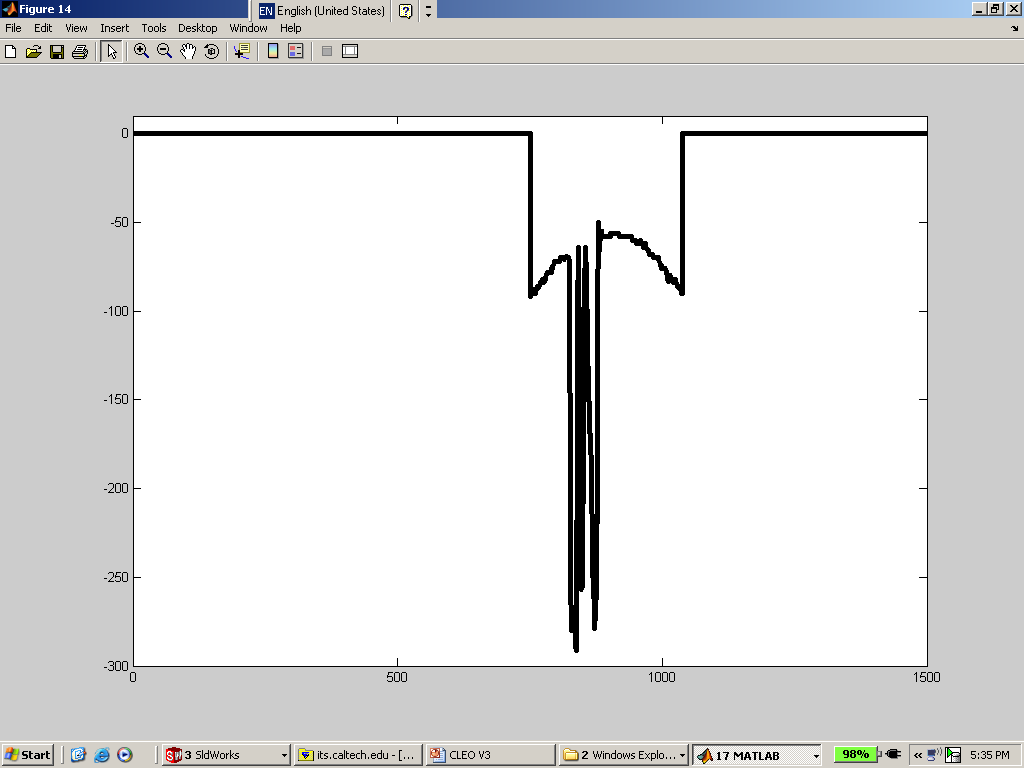 Figure 14
EN English (United States)
File Edit View Insert Tools Desktop Window Help
0
-50
-100
-150
-200
-250
-300
0 500 1000 1500
Start 3 SldWorks its.caltech.edu - [... CLEO V3 2 Windows Explo... 17 MATLAB 98% « 5:35 PM